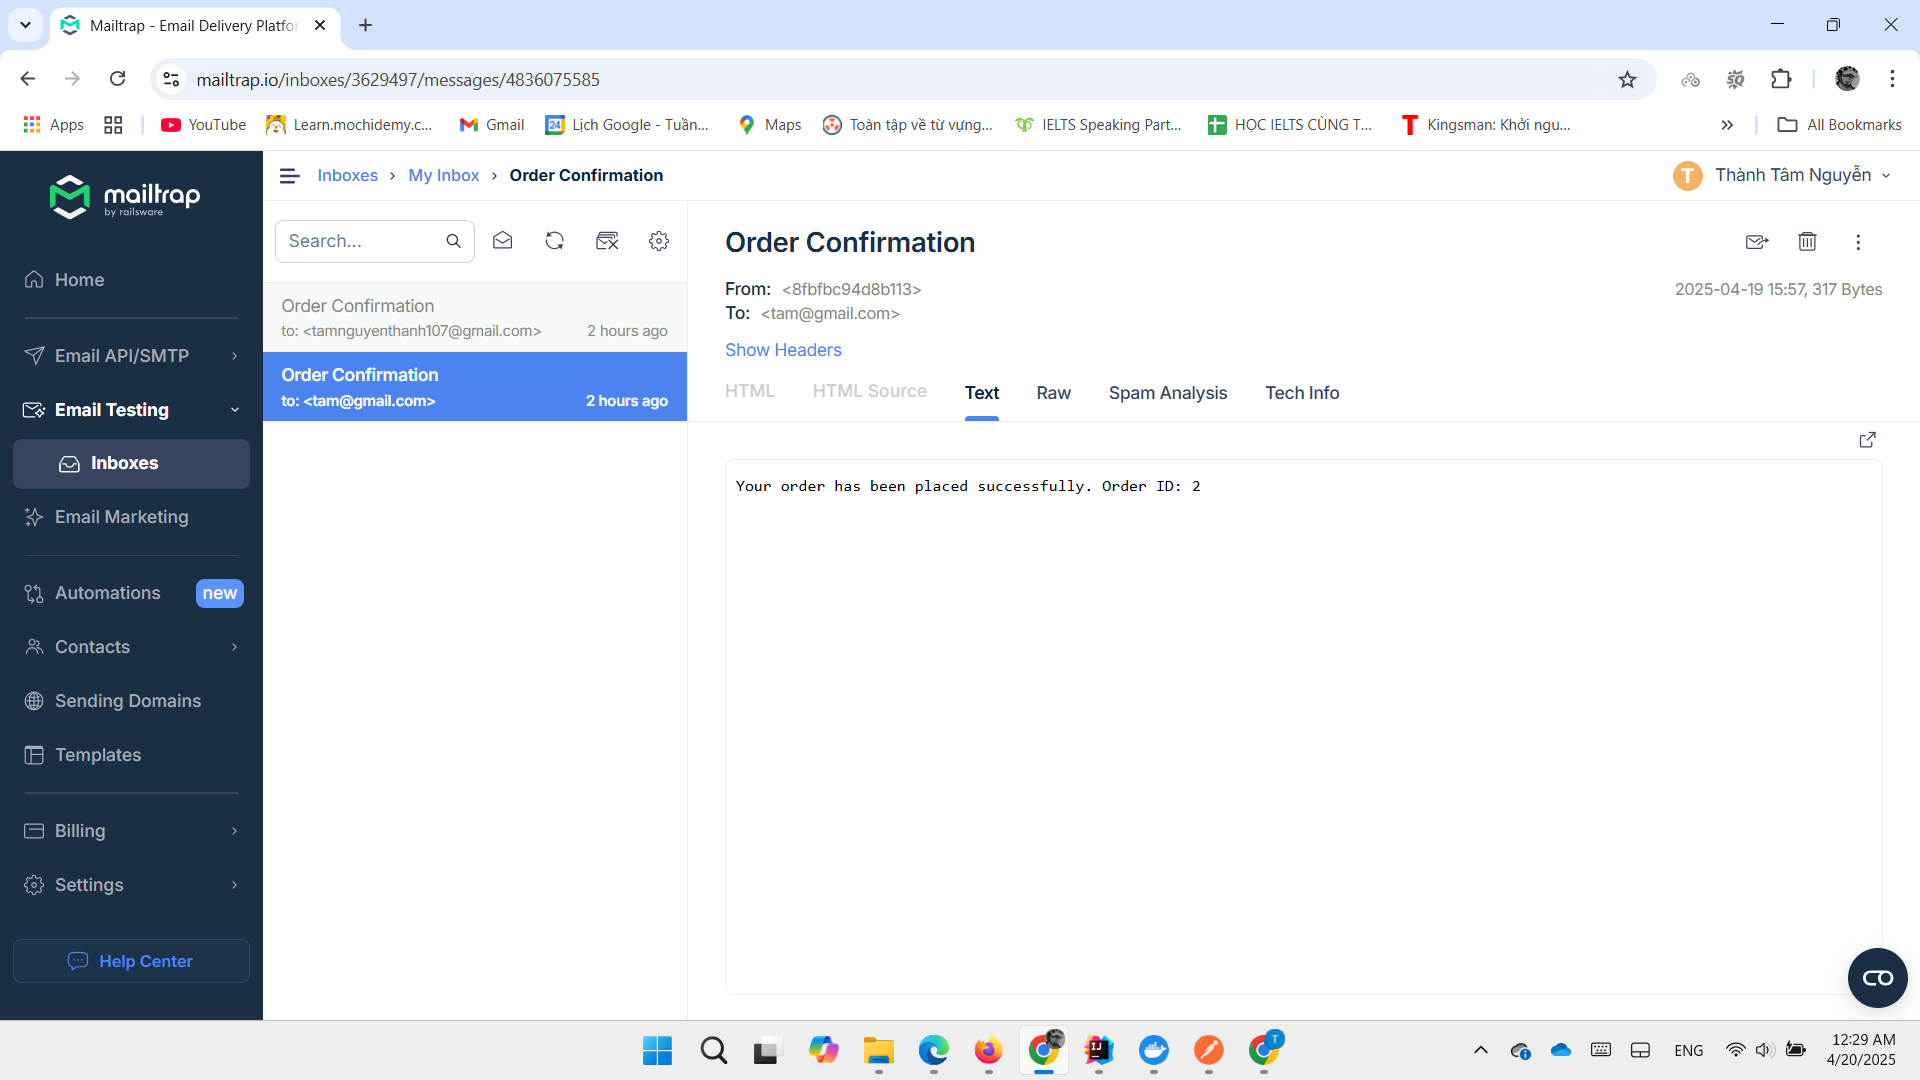 Mailtrap - Email Delivery Platfor
mailtrap.io/inboxes/3629497/messages/4836075585
Apps
YouTube
Learn.mochidemy.c...
Gmail
24
Lịch Google - Tuần...
Maps
Toàn tập về từ vựng...
IELTS Speaking Part...
HỌC IELTS CÙNG T...
Kingsman: Khởi ngu...
All Bookmarks
mailtrap
by railsware
Home
Email API/SMTP
Email Testing
Inboxes
Email Marketing
Automations
new
Contacts
Sending Domains
Templates
Billing
Settings
Help Center
Inboxes > My Inbox > Order Confirmation
T
Thành Tâm Nguyễn
Search...
Order Confirmation
to: <tamnguyenthanh107@gmail.com>
2 hours ago
Order Confirmation
to: <tam@gmail.com>
2 hours ago
Order Confirmation
From: <8fbfbc94d8b113>
2025-04-19 15:57, 317 Bytes
To: <tam@gmail.com>
Show Headers
HTML
HTML Source
Text
Raw
Spam Analysis
Tech Info
Your order has been placed successfully. Order ID: 2
IJ
T
ENG
12:29 AM
4/20/2025